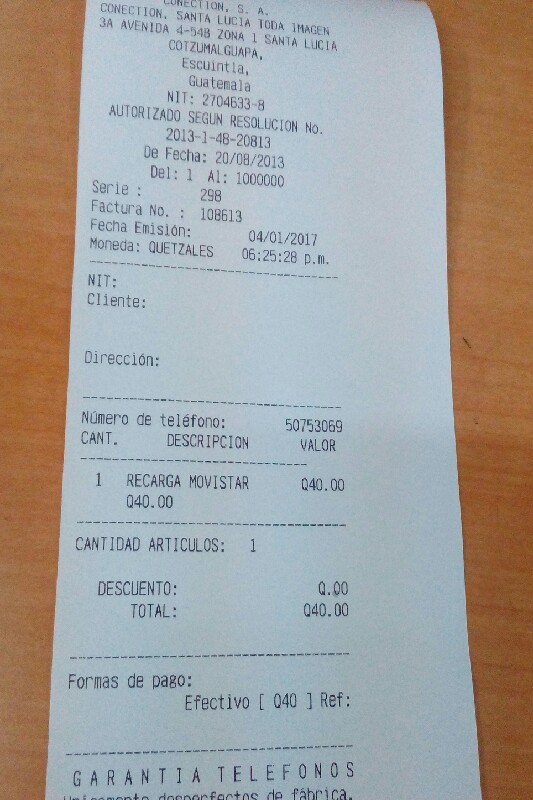 CONECTION, S. A.
CONECTION, SANTA LUCIA TODA IMAGEN
3A AVENIDA 4-54B ZONA 1 SANTA LUCIA
COTZUMALGUAPA,
Escuintla,
Guatemala
NIT: 2704633-8
AUTORIZADO SEGUN RESOLUCION No.
2013-1-48-20813
De Fecha: 20/08/2013
Del: 1 Al: 1000000
Serie : 298
Factura No. : 108613
Fecha Emisión: 04/01/2017
Moneda: QUETZALES 06:25:28 p.m.
NIT:
Cliente:
Dirección:
Número de teléfono: 50753069
CANT. DESCRIPCION VALOR
1 RECARGA MOVISTAR Q40.00
Q40.00
CANTIDAD ARTICULOS: 1
DESCUENTO: Q.00
TOTAL: Q40.00
Formas de pago:
Efectivo [ Q40 ] Ref:
GARANTIA TELEFONOS
Unicamente desperfectos de fábrica.